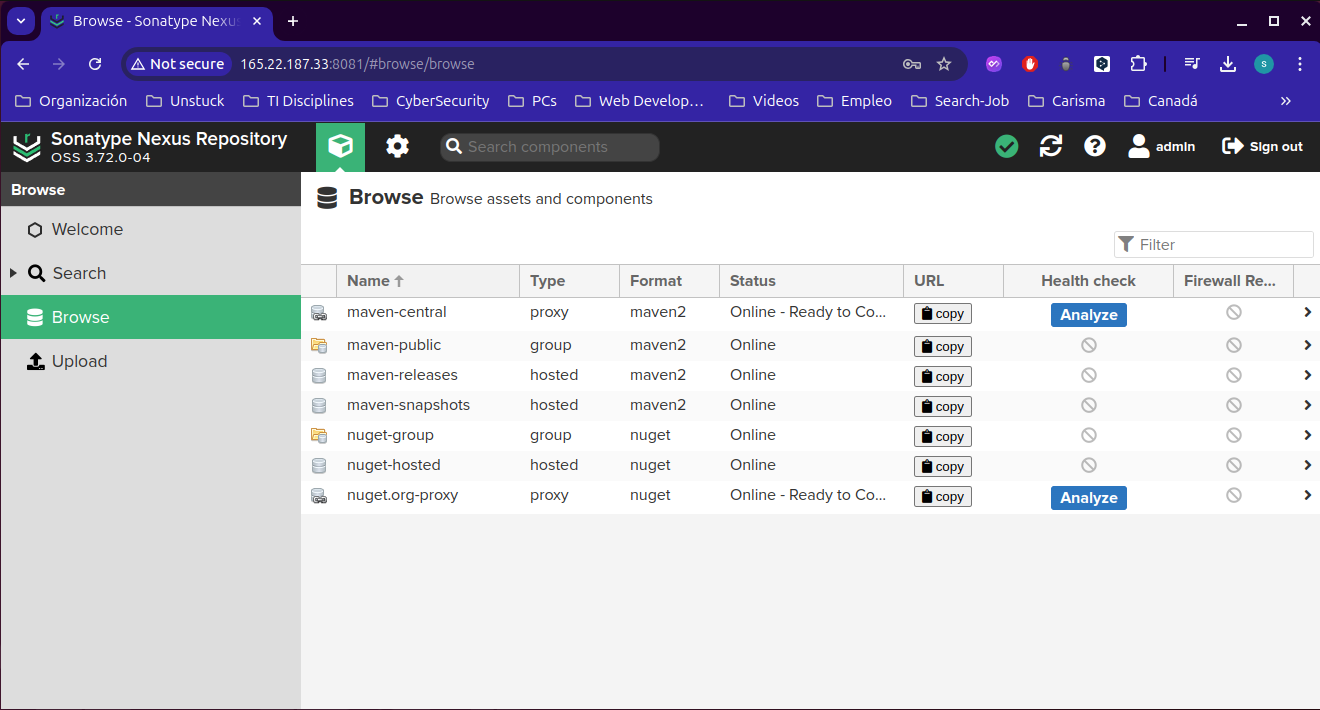 Browse - Sonatype Nexu
Not secure 165.22.187.33:8081/#browse/browse
S
Organización Unstuck TI Disciplines CyberSecurity PCs Web Develop… Videos Empleo Search-Job Carisma Canadá »
Sonatype Nexus Repository
OSS 3.72.0-04
Search components
admin Sign out
Browse
Welcome
Search
Browse
Upload
Browse Browse assets and components
Filter
Name Type Format Status URL Health check Firewall Re...
maven-central proxy maven2 Online - Ready to Co... copy Analyze
maven-public group maven2 Online copy
maven-releases hosted maven2 Online copy
maven-snapshots hosted maven2 Online copy
nuget-group group nuget Online copy
nuget-hosted hosted nuget Online copy
nuget.org-proxy proxy nuget Online - Ready to Co... copy Analyze